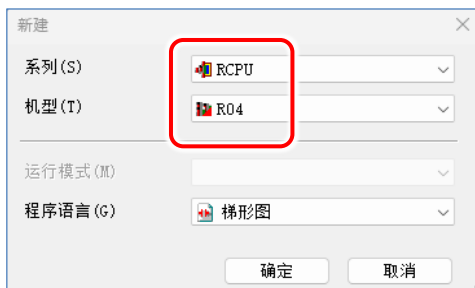 新建
系列(S) RCPU
机型(T) R04
运行模式(M)
程序语言(G) 梯形图
确定 取消